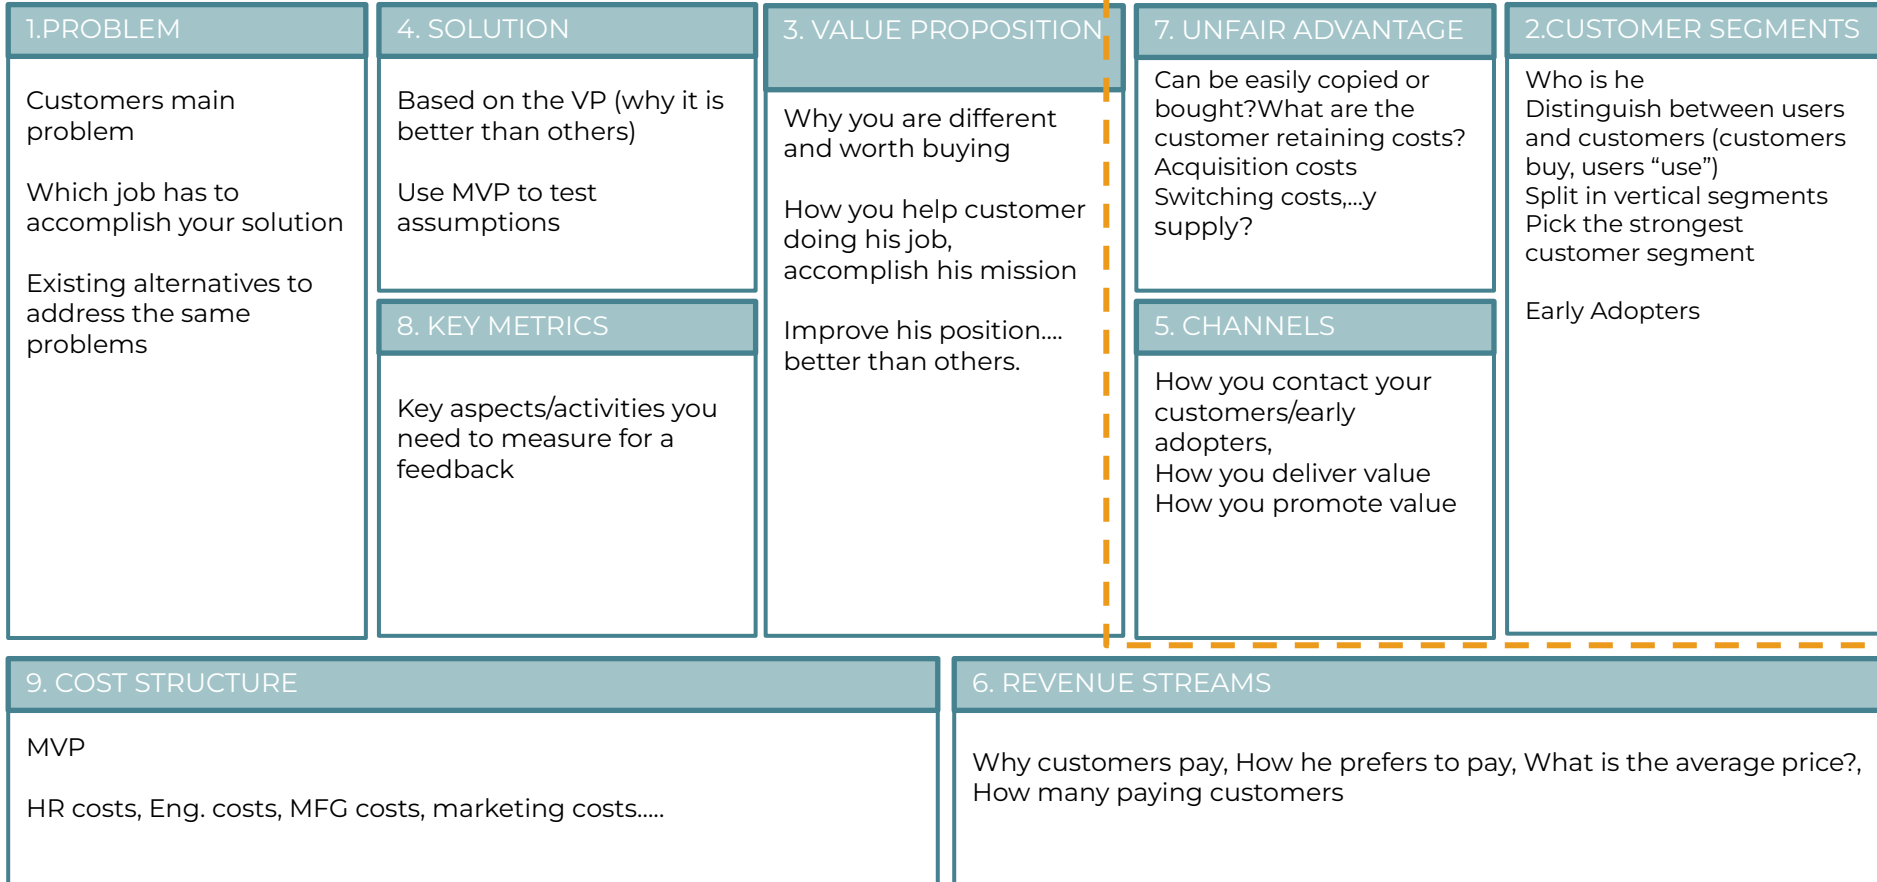 1.PROBLEM
Customers main
problem
Which job has to
accomplish your solution
Existing alternatives to
address the same
problems
4. SOLUTION
Based on the VP (why it is
better than others)
Use MVP to test
assumptions
8. KEY METRICS
Key aspects/activities you
need to measure for a
feedback
3. VALUE PROPOSITION
Why you are different
and worth buying
How you help customer
doing his job,
accomplish his mission
Improve his position....
better than others.
7. UNFAIR ADVANTAGE
Can be easily copied or
bought?What are the
customer retaining costs?
Acquisition costs
Switching costs,...y
supply?
5. CHANNELS
How you contact your
customers/early
adopters,
How you deliver value
How you promote value
2.CUSTOMER SEGMENTS
Who is he
Distinguish between users
and customers (customers
buy, users “use”)
Split in vertical segments
Pick the strongest
customer segment
Early Adopters
9. COST STRUCTURE
MVP
HR costs, Eng. costs, MFG costs, marketing costs.....
6. REVENUE STREAMS
Why customers pay, How he prefers to pay, What is the average price?,
How many paying customers